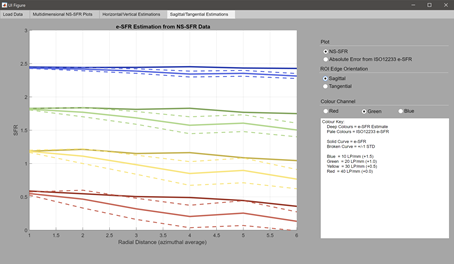 UI Figure
Load Data
Multidimensional NS-SFR Plots
Horizontal/Vertical Estimations
Sagittal/Tangential Estimations
e-SFR Estimation from NS-SFR Data
3
2.5
2
1.5
1
0.5
0
SFR
1
1.5
2
2.5
3
3.5
4
4.5
5
5.5
6
Radial Distance (azimuthal average)
Plot
NS-SFR
Absolute Error from ISO12233 e-SFR
ROI Edge Orientation
Sagittal
Tangential
Colour Channel
Red
Green
Blue
Colour Key:
Deep Colours = e-SFR Estimate
Pale Colours = ISO12233 e-SFR
Solid Curve = e-SFR
Broken Curve = +/-1 STD
Blue = 10 LP/mm (+1.5)
Green = 20 LP/mm (+1.0)
Yellow = 30 LP/mm (+0.5)
Red = 40 LP/mm (+0.0)